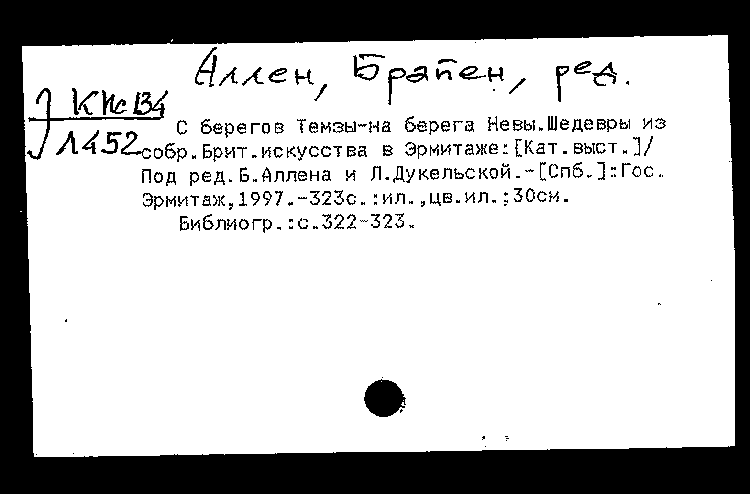 Аллен, Брайен, ред.
КНс134
Л452
С берегов Темзы-на берега Невы.Шедевры из
собр.Брит.искусства в Эрмитаже:[Кат.выст.]/
Под ред.Б.Аллена и Л.Дукельской.-[Спб.]:Гос.
Эрмитаж,1997.-323с.:ил.,цв.ил.;30см.
Библиогр.:с.322-323.